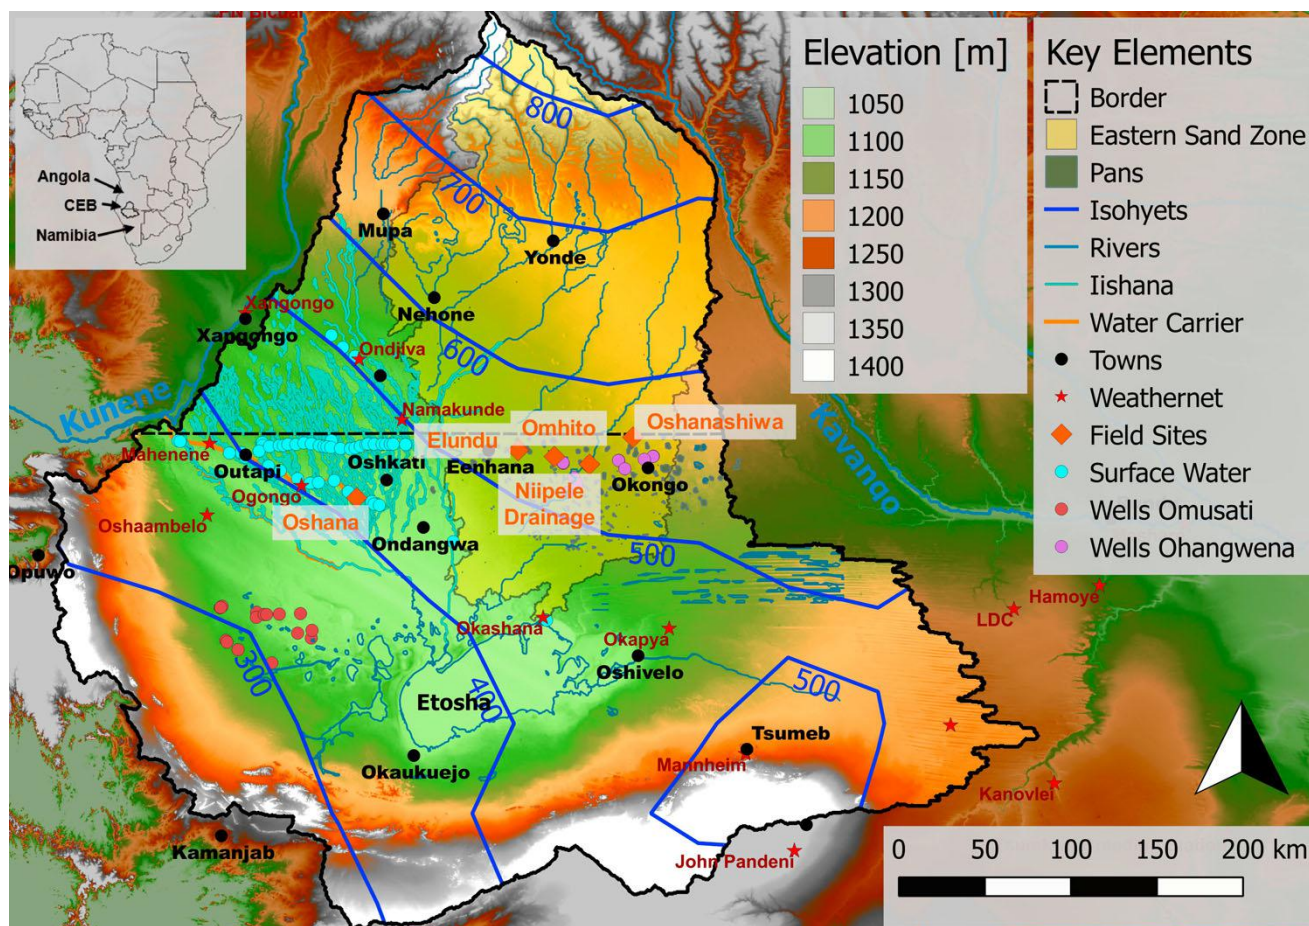 Angola
CEB
Namibia
800
700
600
500
400
300
500
Mupa
Yonde
Nehone
Xangongo
Xangongo
Ondjiva
Namakunde
Kunene
Kavanqo
Mahenene
Outapi
Oshkati
Elundu
Omhito
Oshanashiwa
Eenhana
Okongo
Ogongo
Oshana
Niipele
Drainage
Oshaambelo
Ondangwa
Opuwo
Okashana
Okapya
Oshivelo
LDC
Hamoye
Etosha
Okaukuejo
Tsumeb
Mannheim
Kanovlei
Kamanjab
John Pandeni
Elevation [m]
1050
1100
1150
1200
1250
1300
1350
1400
Key Elements
Border
Eastern Sand Zone
Pans
Isohyets
Rivers
Iishana
Water Carrier
Towns
Weathernet
Field Sites
Surface Water
Wells Omusati
Wells Ohangwena
0 50 100 150 200 km